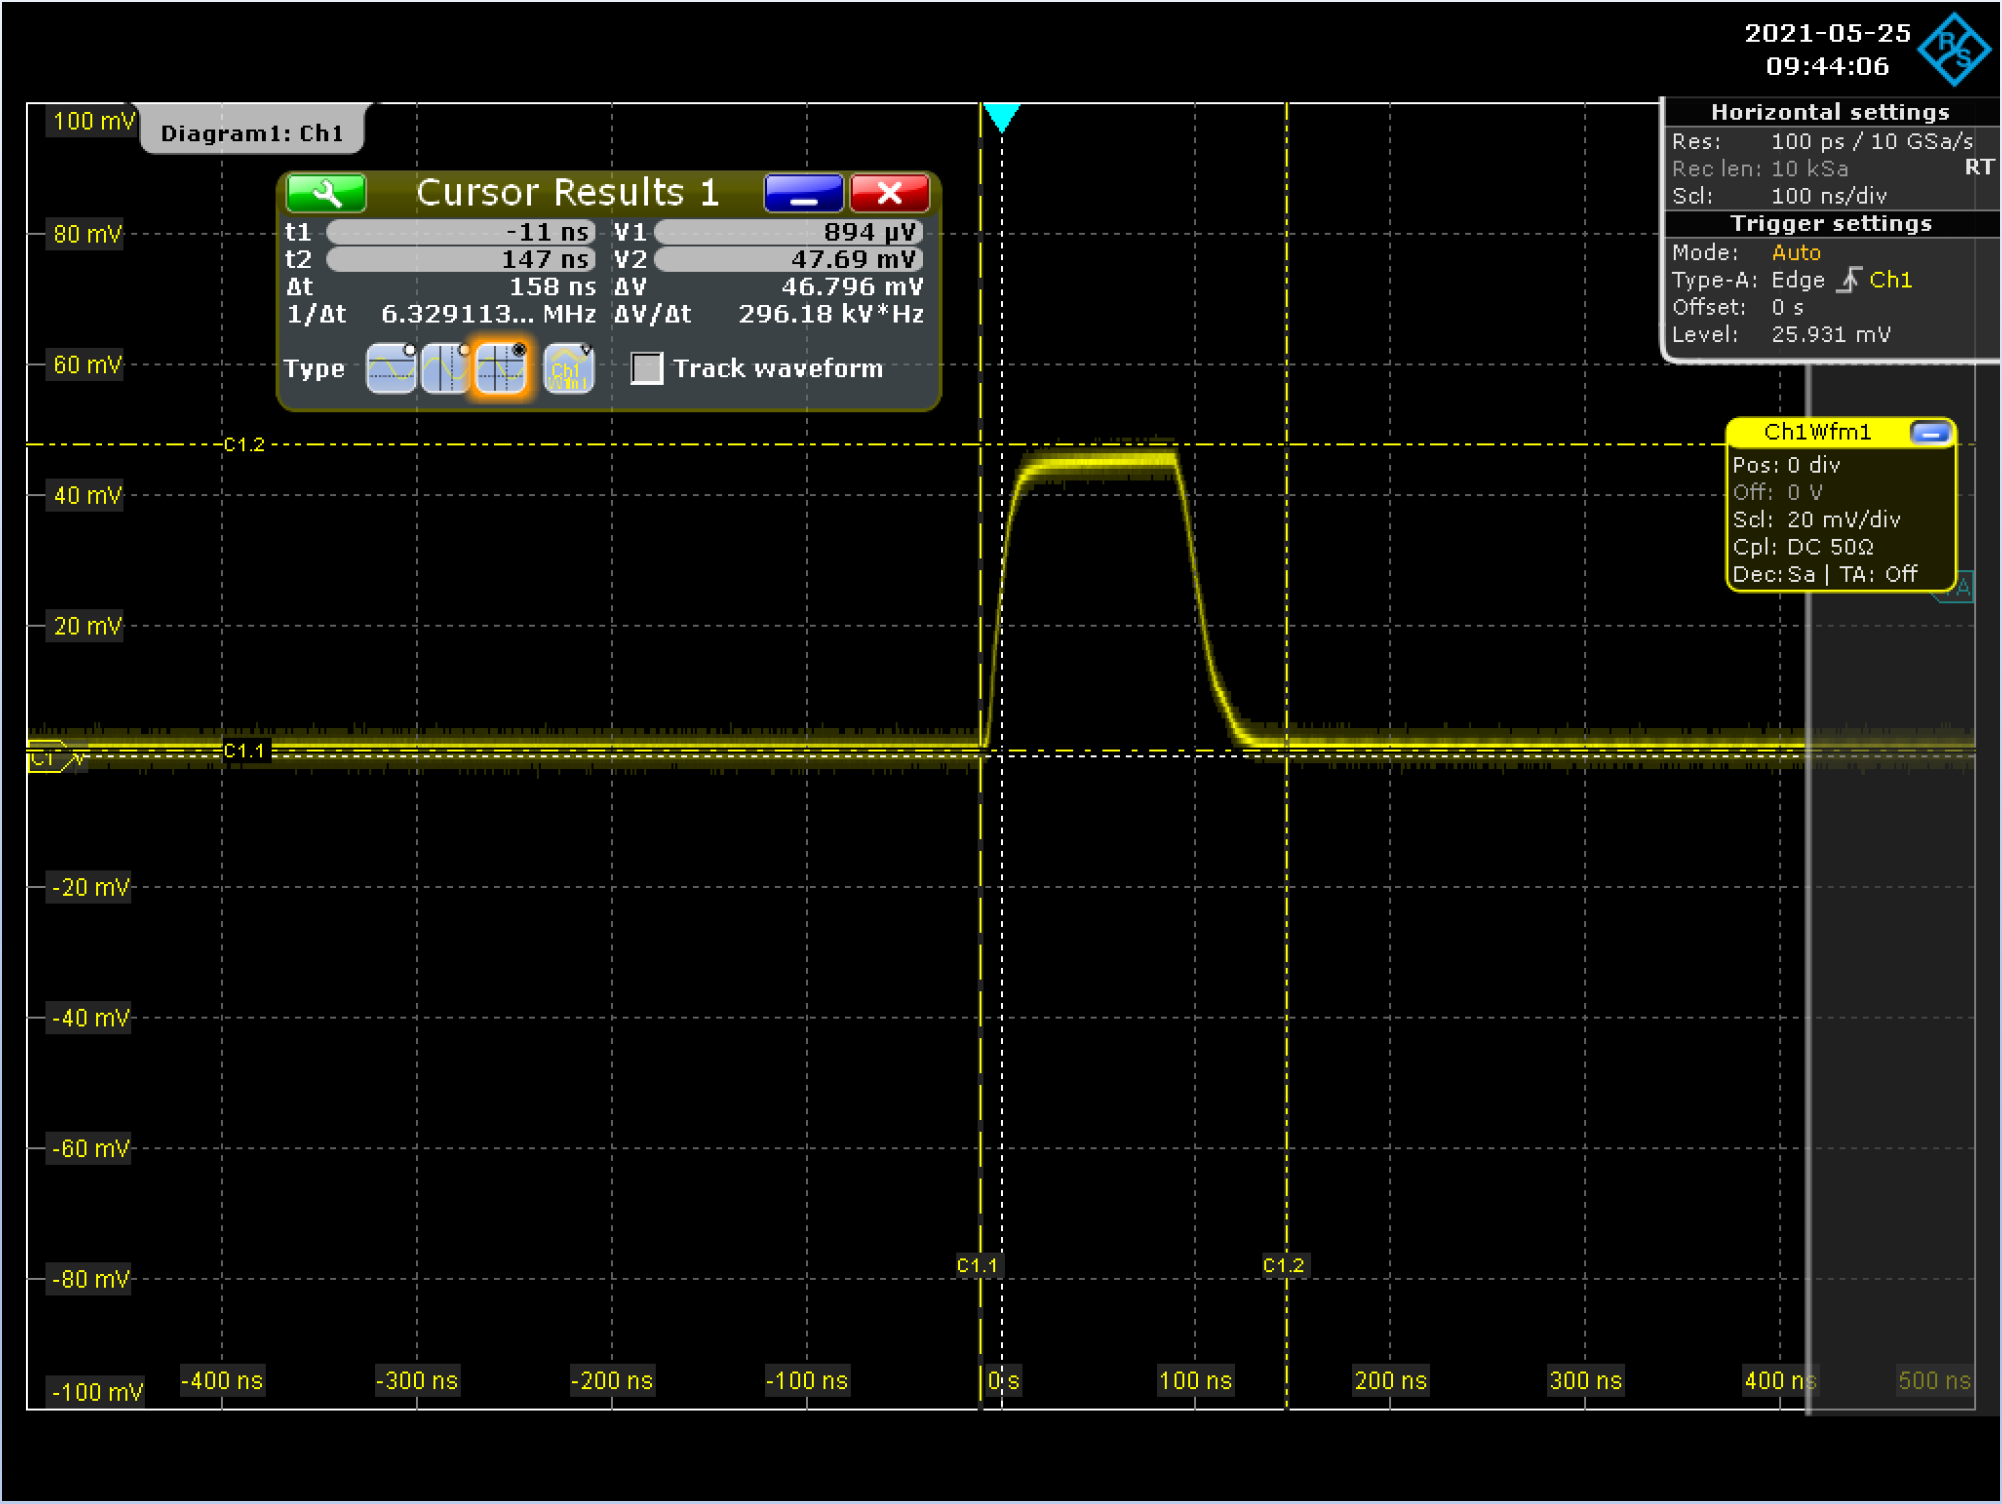 2021-05-25
09:44:06
R S
Horizontal settings
Res: 100 ps / 10 GSa/s
Rec len: 10 kSa RT
Scl: 100 ns/div
Trigger settings
Mode: Auto
Type-A: Edge Ch1
Offset: 0 s
Level: 25.931 mV
Diagram1: Ch1
Cursor Results 1
t1 -11 ns V1 894 µV
t2 147 ns V2 47.69 mV
Δt 158 ns ΔV 46.796 mV
1/Δt 6.329113... MHz ΔV/Δt 296.18 kV*Hz
Type Ch1 Wfm1 Track waveform
Ch1Wfm1
Pos: 0 div
Off: 0 V
Scl: 20 mV/div
Cpl: DC 50Ω
Dec: Sa | TA: Off
A
100 mV
80 mV
60 mV
C1.2
40 mV
20 mV
C1.1
C1
-20 mV
-40 mV
-60 mV
-80 mV
C1.1 C1.2
-100 mV
-400 ns -300 ns -200 ns -100 ns 0 s 100 ns 200 ns 300 ns 400 ns 500 ns